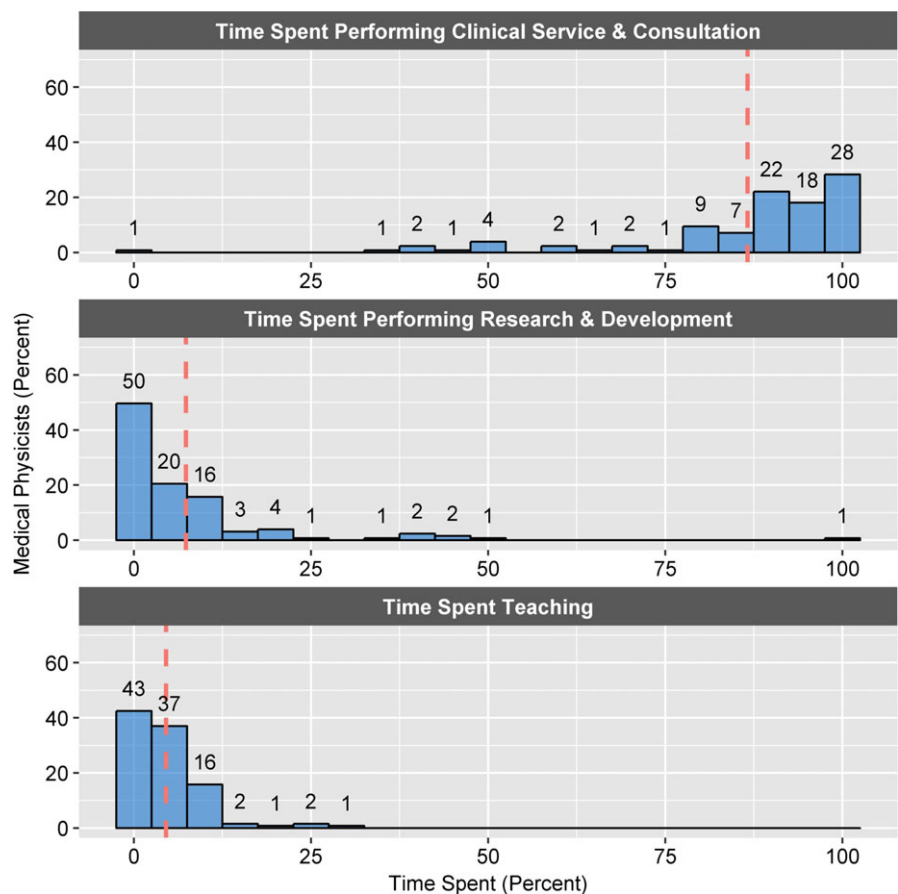 Time Spent Performing Clinical Service & Consultation
60
40
20
0
1 1 2 1 4 2 1 2 1 9 7 22 18 28
0 25 50 75 100
Time Spent Performing Research & Development
Medical Physicists (Percent)
60
40
20
0
50 20 16 3 4 1 1 2 2 1 1
0 25 50 75 100
Time Spent Teaching
60
40
20
0
43 37 16 2 1 2 1
0 25 50 75 100
Time Spent (Percent)